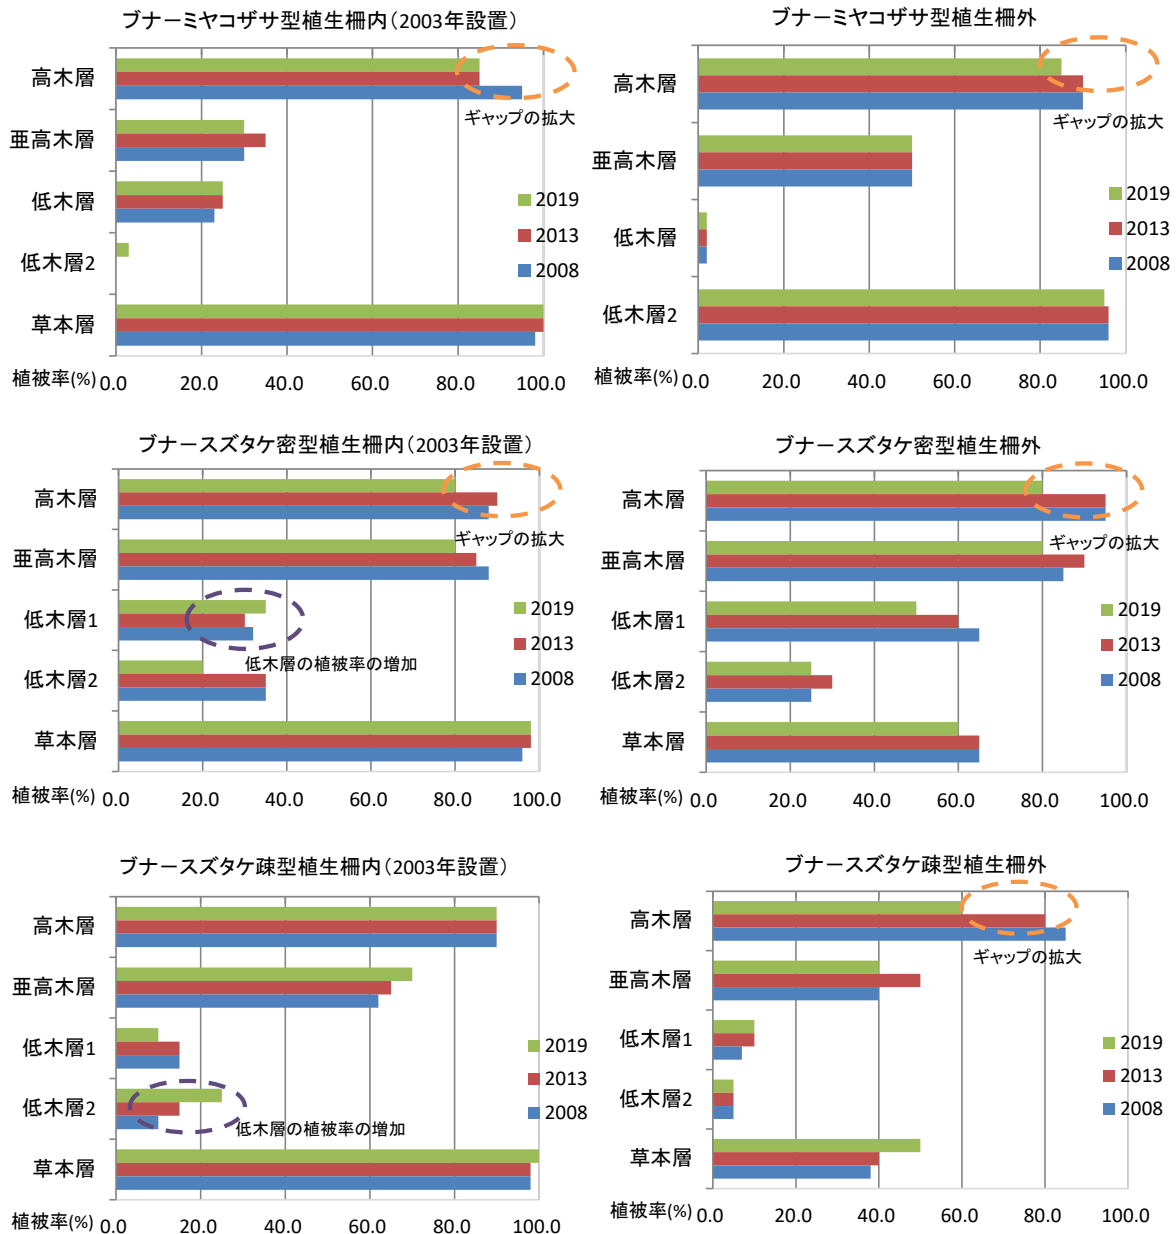 ブナーミヤコザサ型植生柵内(2003年設置)
高木層
ギャップの拡大
亜高木層
低木層
低木層2
草本層
2019
2013
2008
植被率(%)
0.0 20.0 40.0 60.0 80.0 100.0
ブナーミヤコザサ型植生柵外
高木層
ギャップの拡大
亜高木層
低木層
低木層2
2019
2013
2008
植被率(%)
0.0 20.0 40.0 60.0 80.0 100.0
ブナースズタケ密型植生柵内(2003年設置)
高木層
ギャップの拡大
亜高木層
低木層1
低木層の植被率の増加
低木層2
草本層
2019
2013
2008
植被率(%)
0.0 20.0 40.0 60.0 80.0 100.0
ブナースズタケ密型植生柵外
高木層
ギャップの拡大
亜高木層
低木層1
低木層2
草本層
2019
2013
2008
植被率(%)
0.0 20.0 40.0 60.0 80.0 100.0
ブナースズタケ疎型植生柵内(2003年設置)
高木層
亜高木層
低木層1
低木層2
低木層の植被率の増加
草本層
2019
2013
2008
植被率(%)
0.0 20.0 40.0 60.0 80.0 100.0
ブナースズタケ疎型植生柵外
高木層
ギャップの拡大
亜高木層
低木層1
低木層2
草本層
2019
2013
2008
植被率(%)
0.0 20.0 40.0 60.0 80.0 100.0